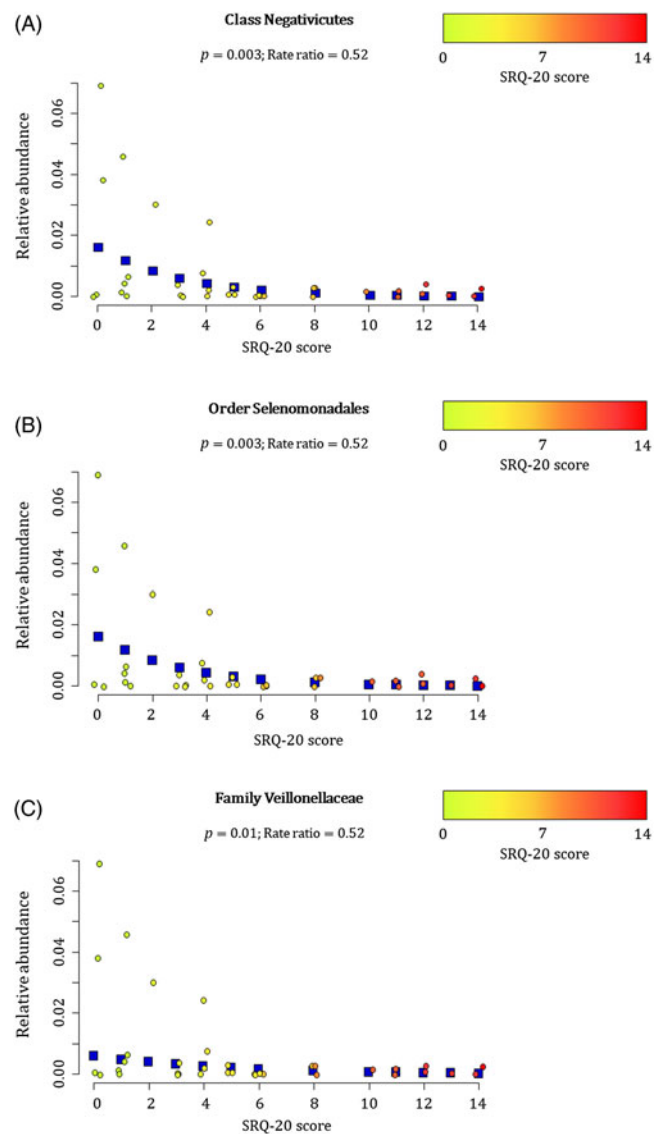 (A)
Class Negativicutes
p = 0.003; Rate ratio = 0.52
0 7 14
SRQ-20 score
Relative abundance
0.06
0.04
0.02
0.00
0 2 4 6 8 10 12 14
SRQ-20 score
(B)
Order Selenomonadales
p = 0.003; Rate ratio = 0.52
0 7 14
SRQ-20 score
Relative abundance
0.06
0.04
0.02
0.00
0 2 4 6 8 10 12 14
SRQ-20 score
(C)
Family Veillonellaceae
p = 0.01; Rate ratio = 0.52
0 7 14
SRQ-20 score
Relative abundance
0.06
0.04
0.02
0.00
0 2 4 6 8 10 12 14
SRQ-20 score